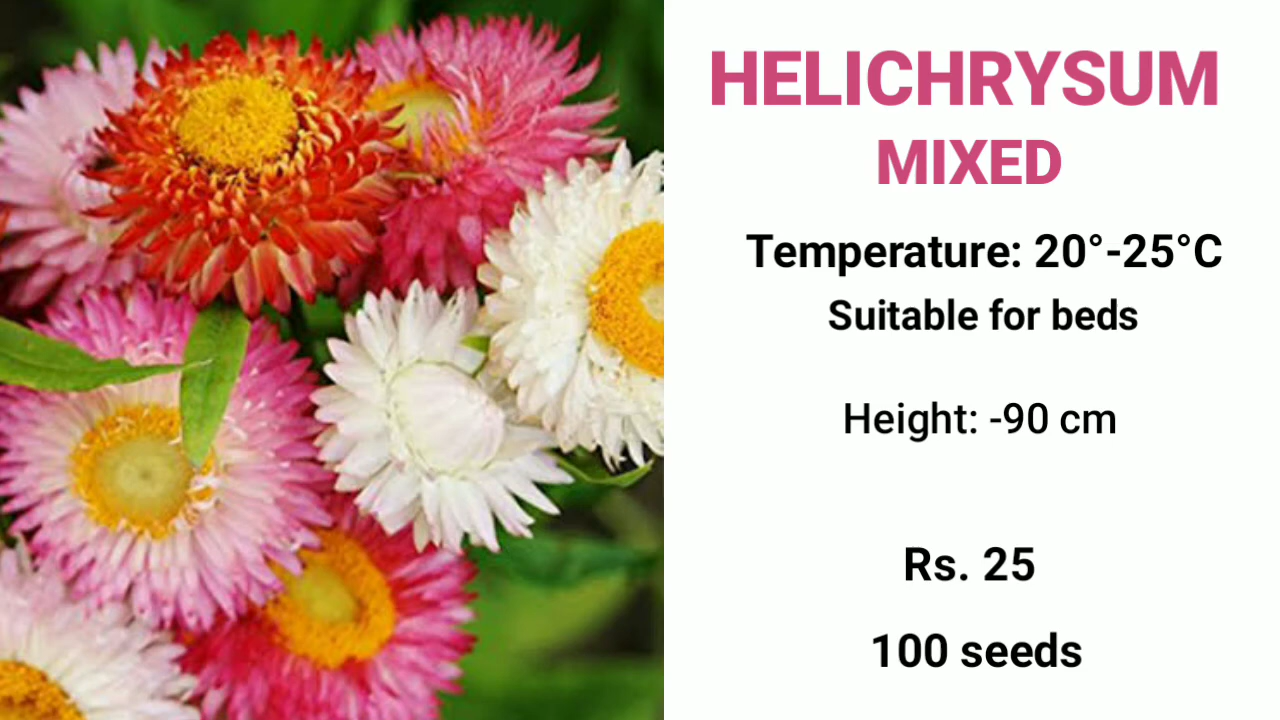 HELICHRYSUM
MIXED
Temperature: 20°-25°C
Suitable for beds
Height: -90 cm
Rs. 25
100 seeds